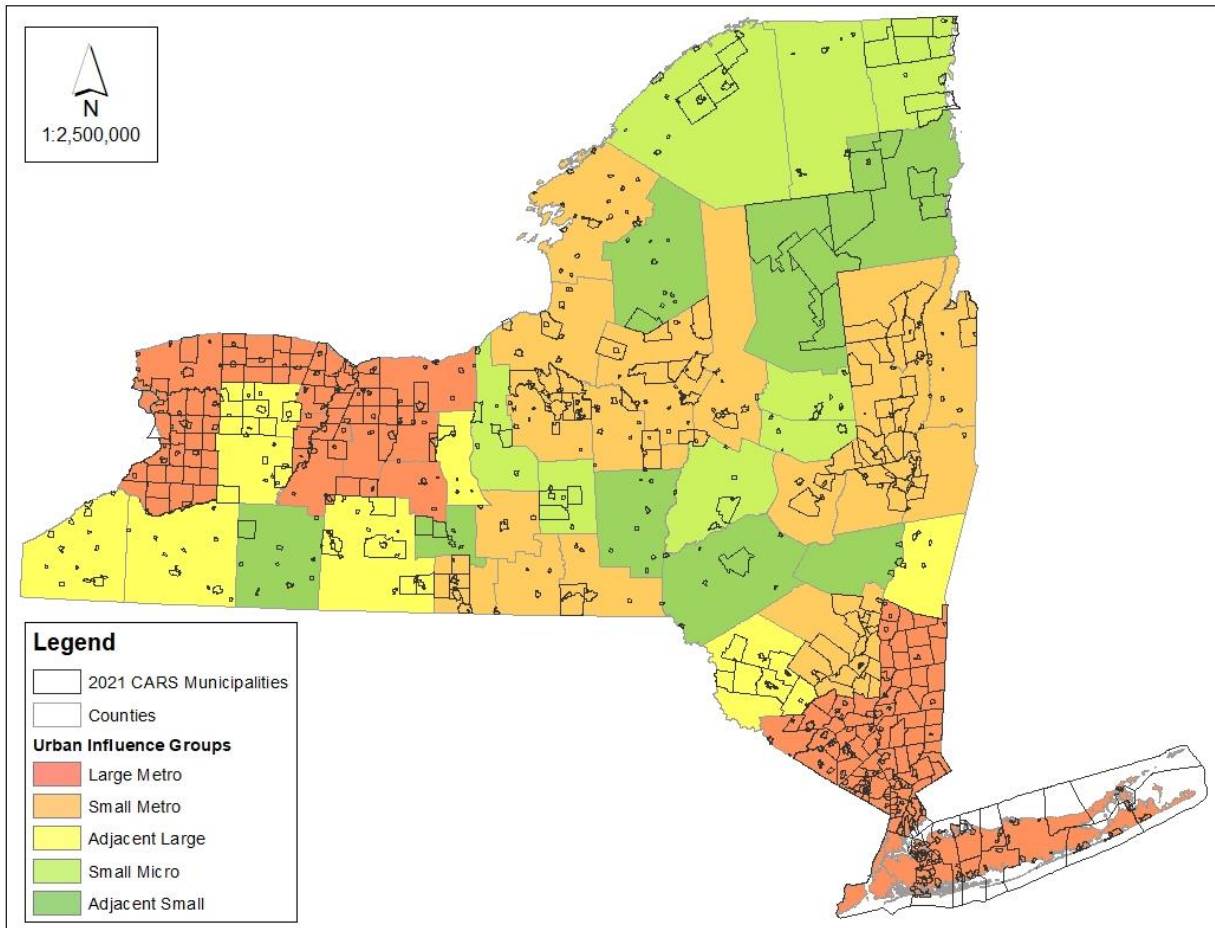 N
1:2,500,000
Legend
2021 CARS Municipalities
Counties
Urban Influence Groups
Large Metro
Small Metro
Adjacent Large
Small Micro
Adjacent Small